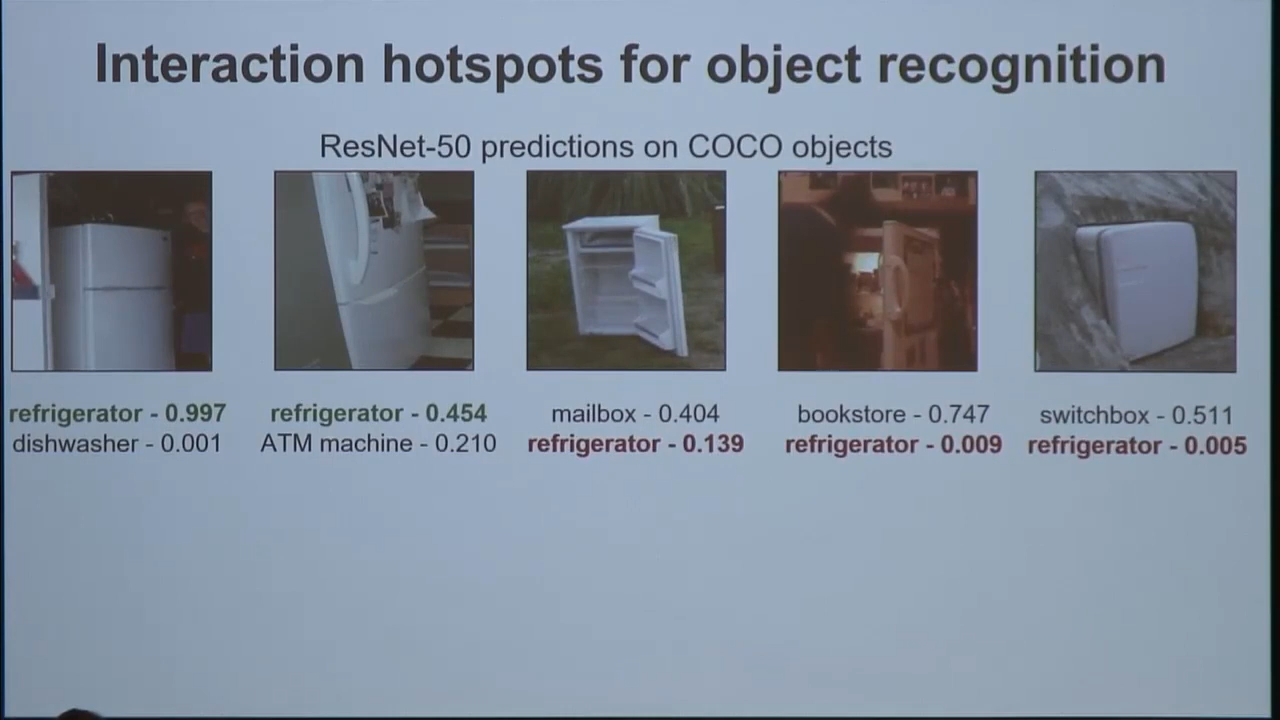 Interaction hotspots for object recognition
ResNet-50 predictions on COCO objects
refrigerator - 0.997
dishwasher - 0.001
refrigerator - 0.454
ATM machine - 0.210
mailbox - 0.404
refrigerator - 0.139
bookstore - 0.747
refrigerator - 0.009
switchbox - 0.511
refrigerator - 0.005